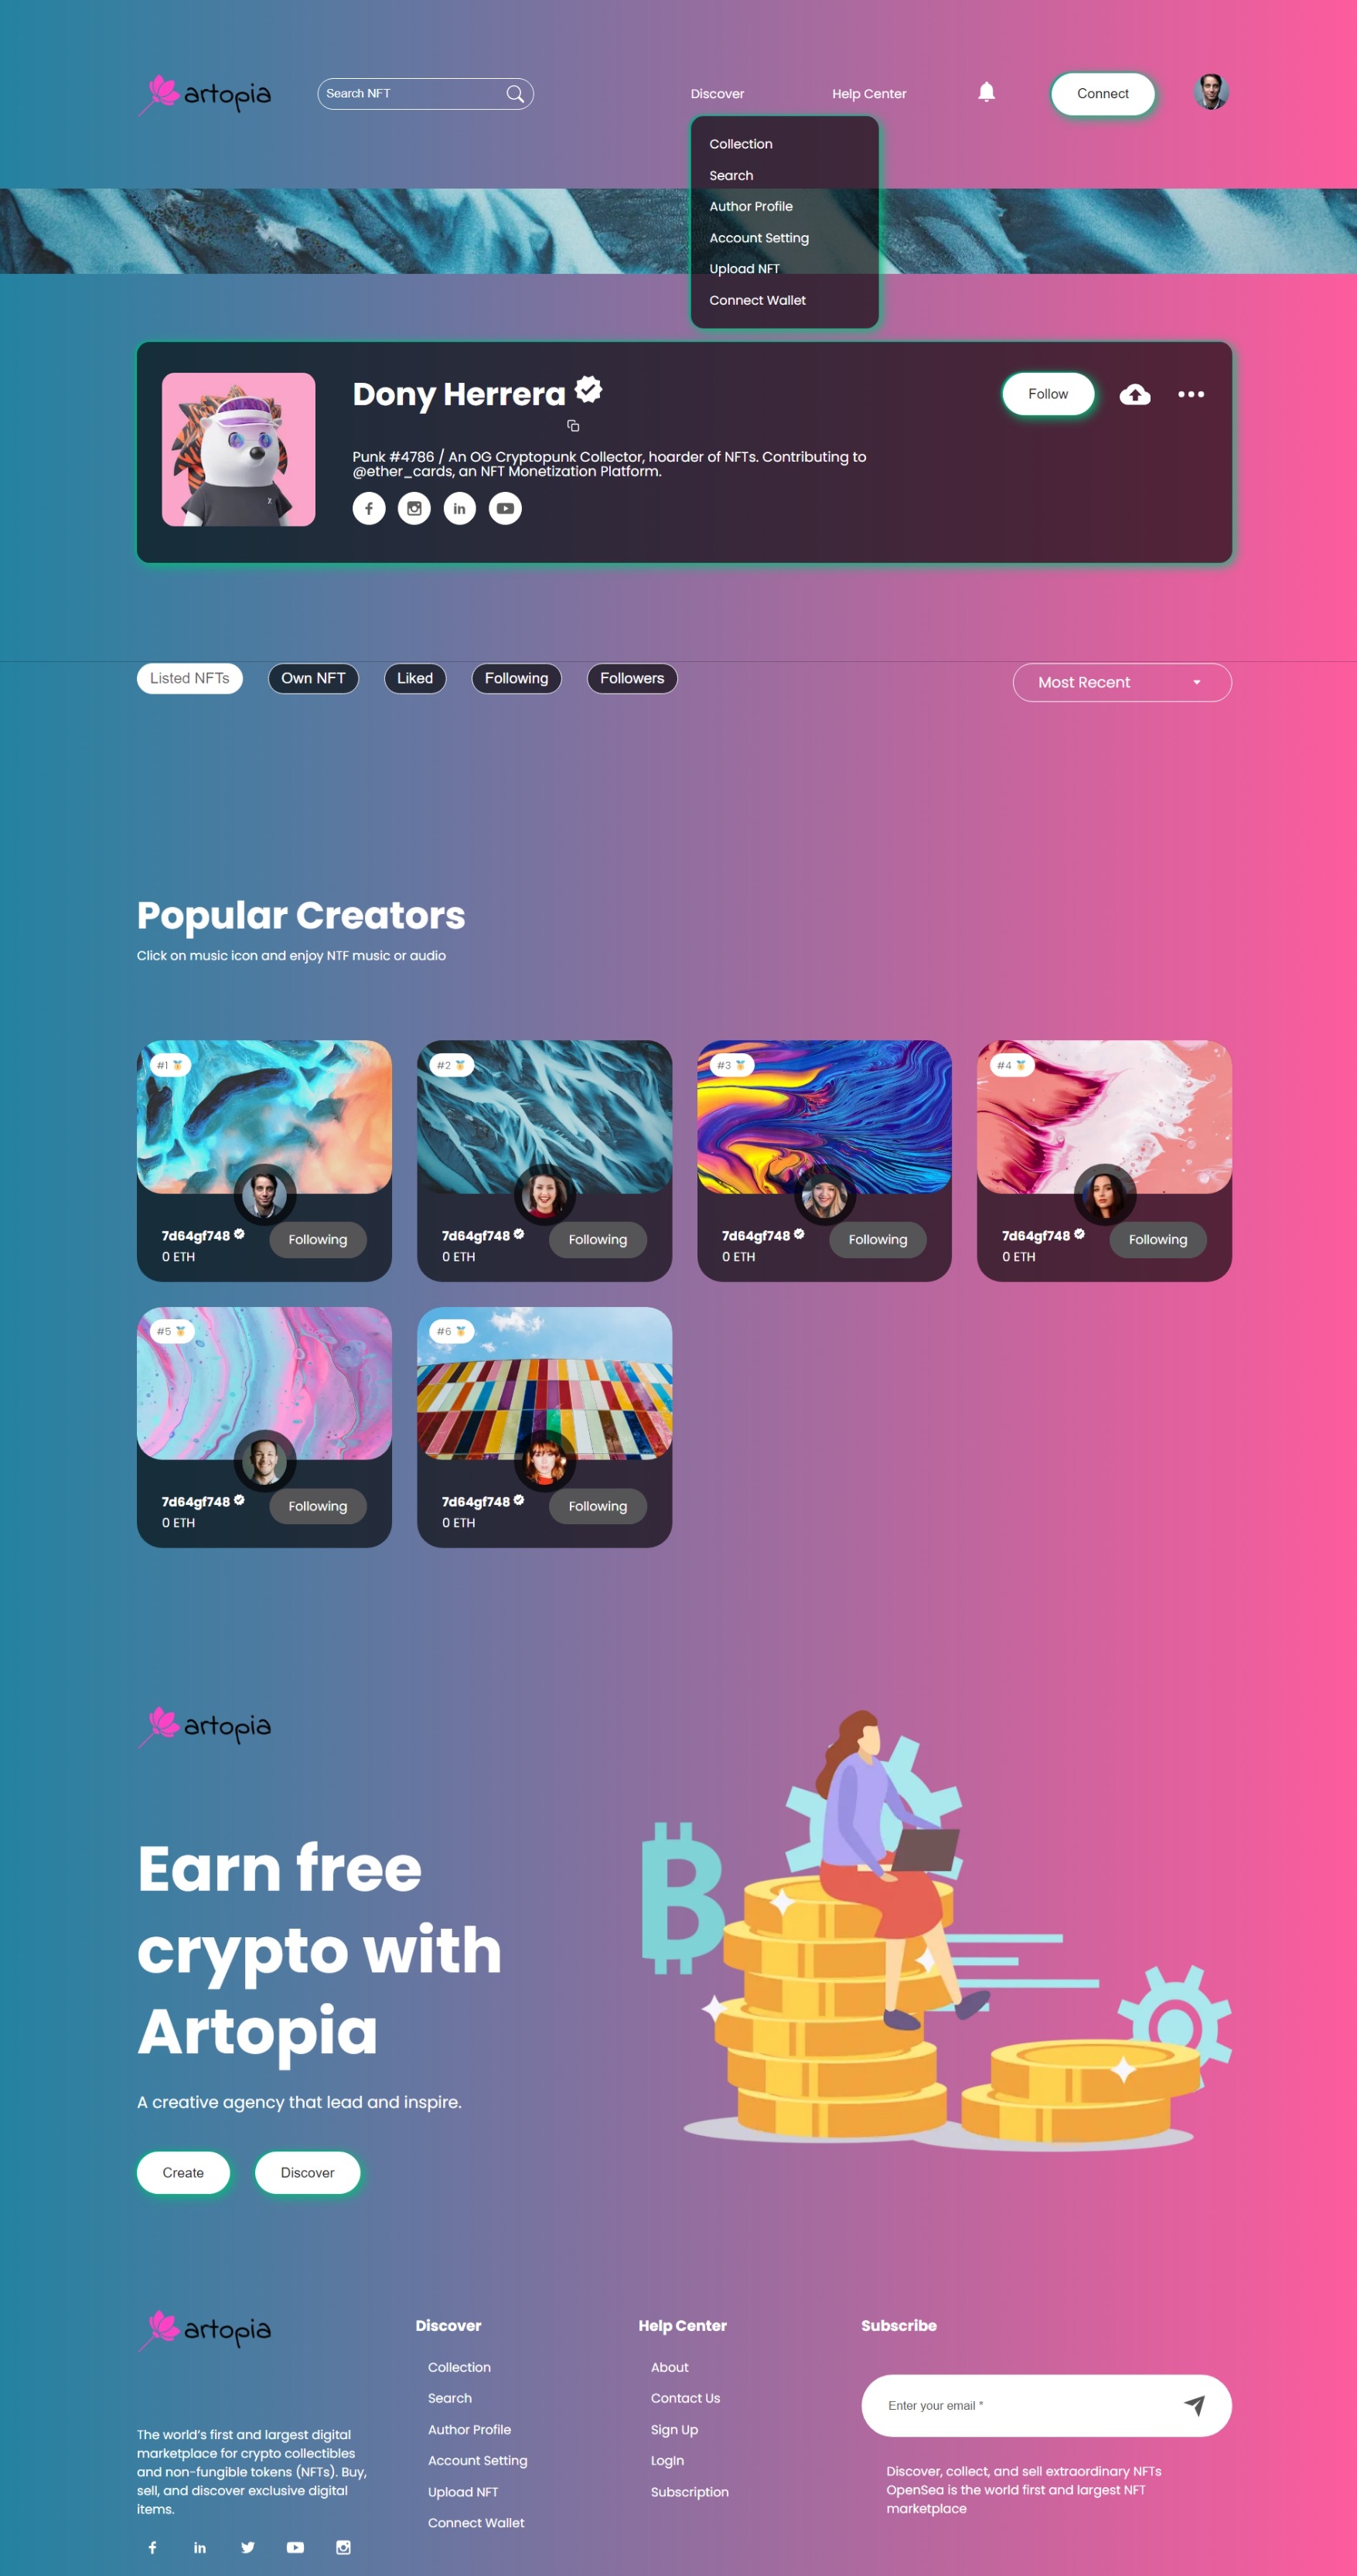 artopia
Search NFT
Discover
Help Center
Connect
Collection
Search
Author Profile
Account Setting
Upload NFT
Connect Wallet
Dony Herrera
Follow
Punk #4786 / An OG Cryptopunk Collector, hoarder of NFTs. Contributing to
@ether_cards, an NFT Monetization Platform.
Listed NFTs
Own NFT
Liked
Following
Followers
Most Recent
Popular Creators
Click on music icon and enjoy NTF music or audio
#1
7d64gf748
0 ETH
Following
#2
7d64gf748
0 ETH
Following
#3
7d64gf748
0 ETH
Following
#4
7d64gf748
0 ETH
Following
#5
7d64gf748
0 ETH
Following
#6
7d64gf748
0 ETH
Following
artopia
Earn free
crypto with
Artopia
A creative agency that lead and inspire.
Create
Discover
artopia
The world's first and largest digital
marketplace for crypto collectibles
and non-fungible tokens (NFTs). Buy,
sell, and discover exclusive digital
items.
Discover
Collection
Search
Author Profile
Account Setting
Upload NFT
Connect Wallet
Help Center
About
Contact Us
Sign Up
LogIn
Subscription
Subscribe
Enter your email *
Discover, collect, and sell extraordinary NFTs
OpenSea is the world first and largest NFT
marketplace